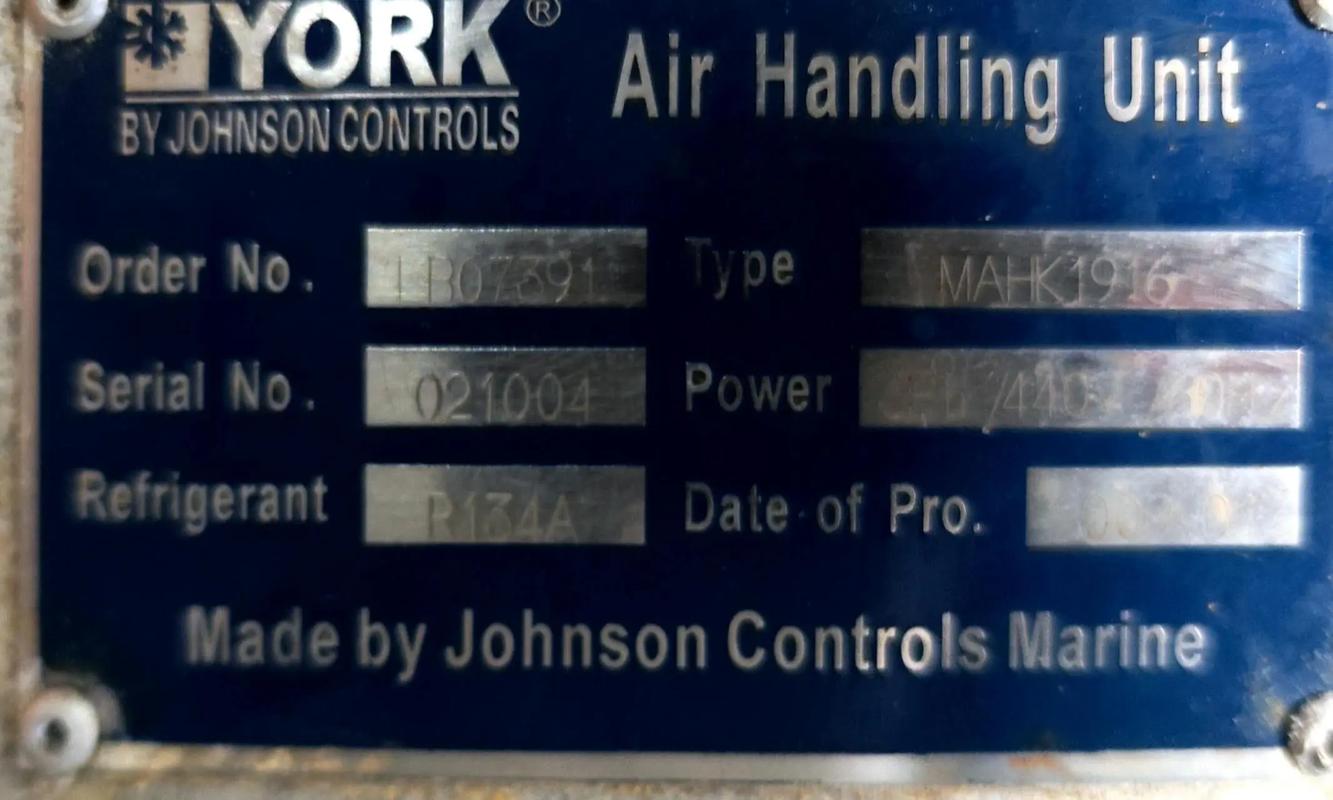 YORK ®
BY JOHNSON CONTROLS
Air Handling Unit
Order No. Type MAHK1916
Serial No. 021004 Power
Refrigerant R134A Date of Pro.
Made by Johnson Controls Marine